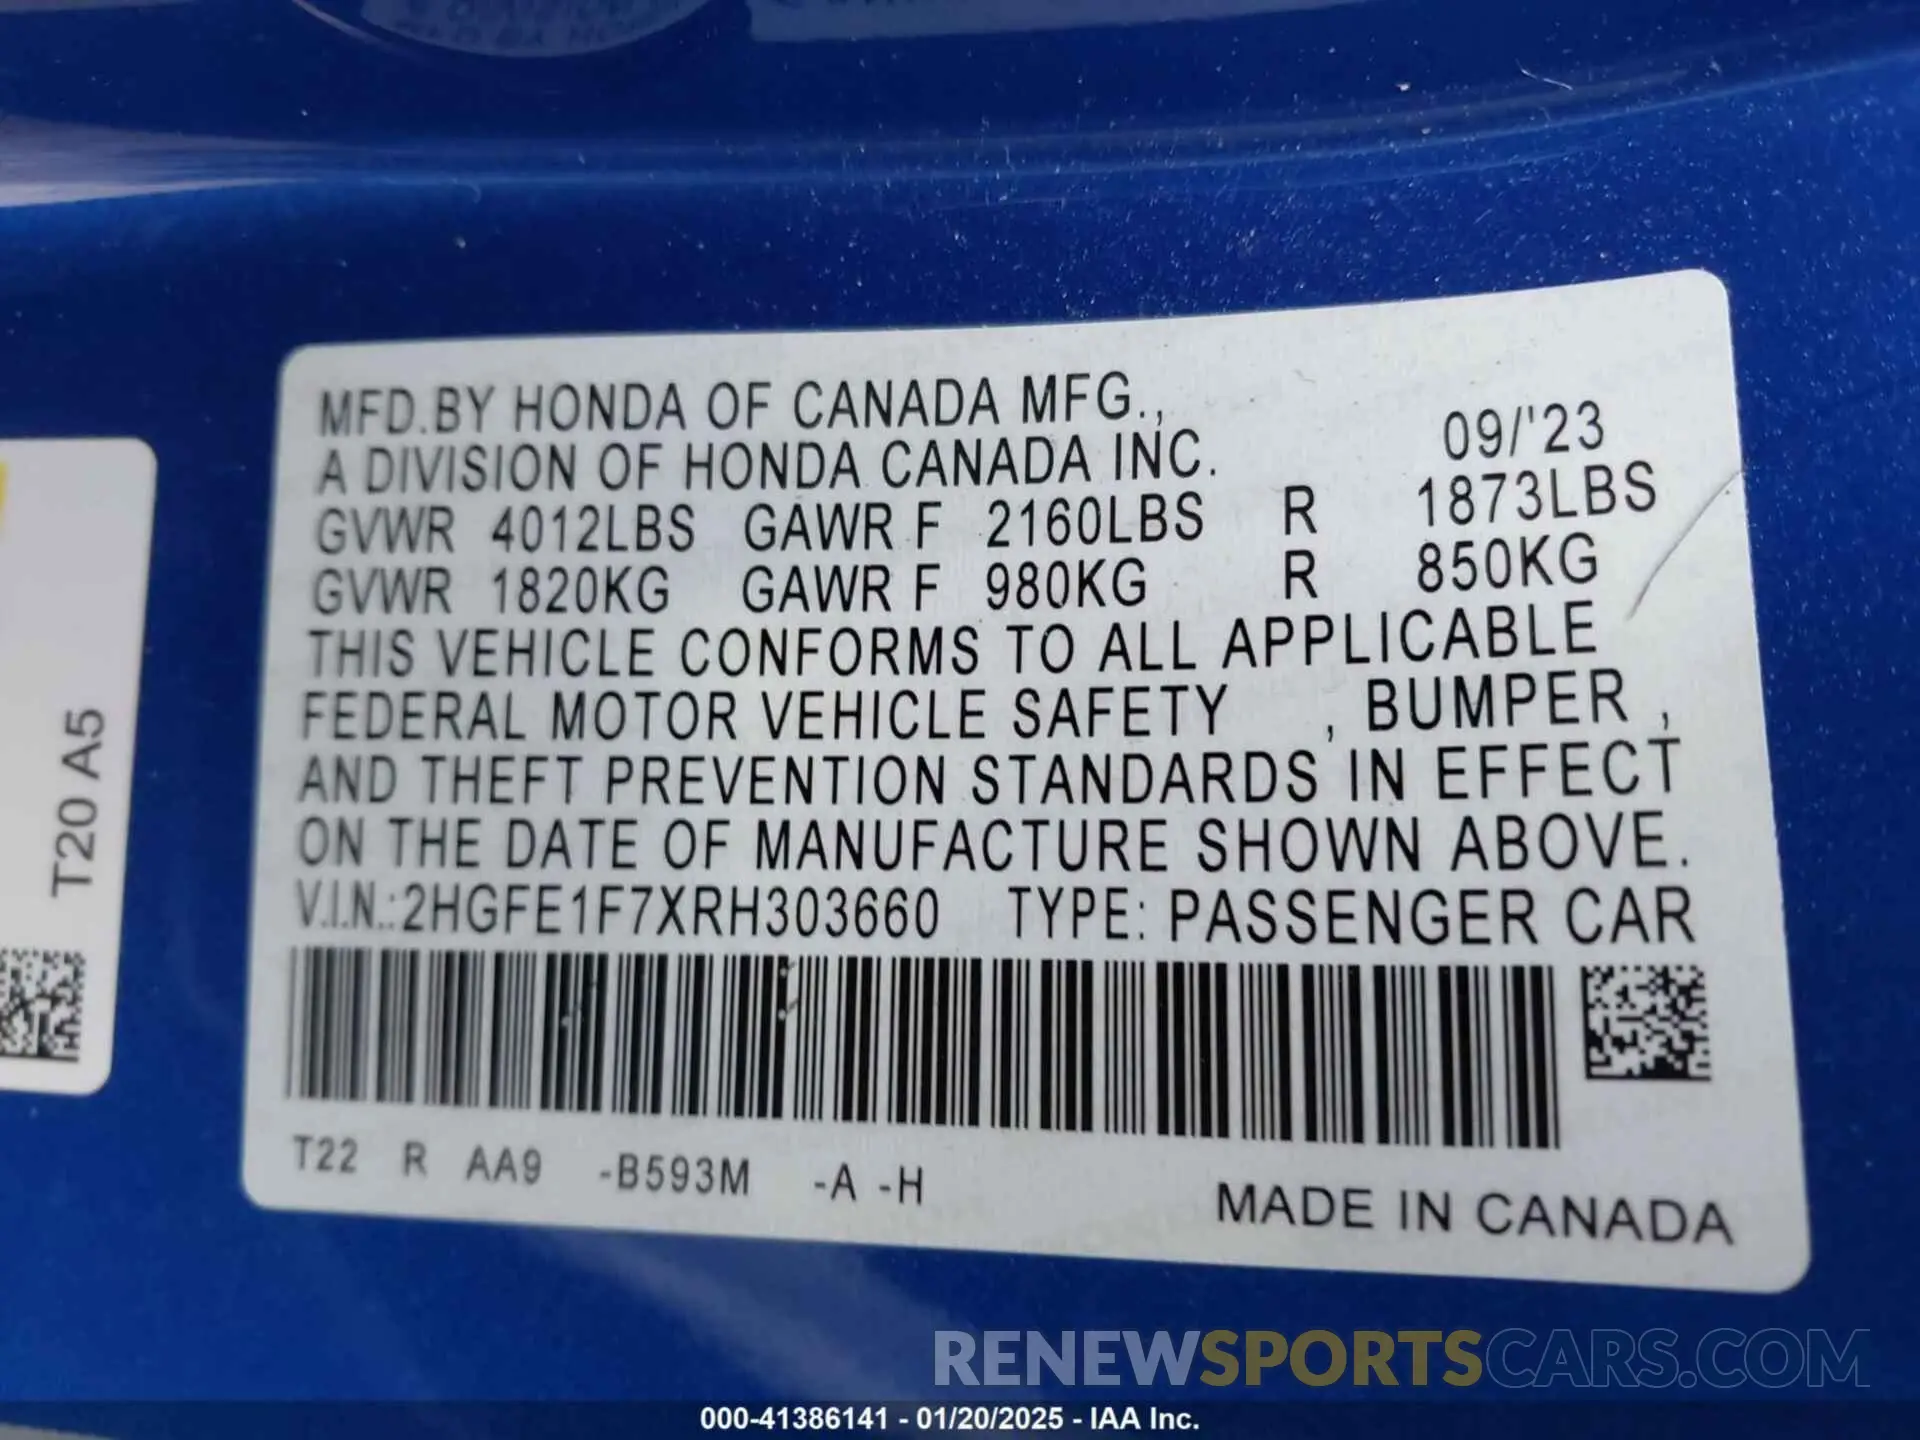 MFD.BY HONDA OF CANADA MFG.,
A DIVISION OF HONDA CANADA INC. 09/'23
GVWR 4012LBS GAWR F 2160LBS R 1873LBS
GVWR 1820KG GAWR F 980KG R 850KG
THIS VEHICLE CONFORMS TO ALL APPLICABLE
FEDERAL MOTOR VEHICLE SAFETY , BUMPER ,
AND THEFT PREVENTION STANDARDS IN EFFECT
ON THE DATE OF MANUFACTURE SHOWN ABOVE.
V.I.N.:2HGFE1F7XRH303660 TYPE: PASSENGER CAR
T22 R AA9 -B593M -A -H
MADE IN CANADA
T20 A5
RENEWSPORTSCARS.COM
000-41386141 - 01/20/2025 - IAA Inc.